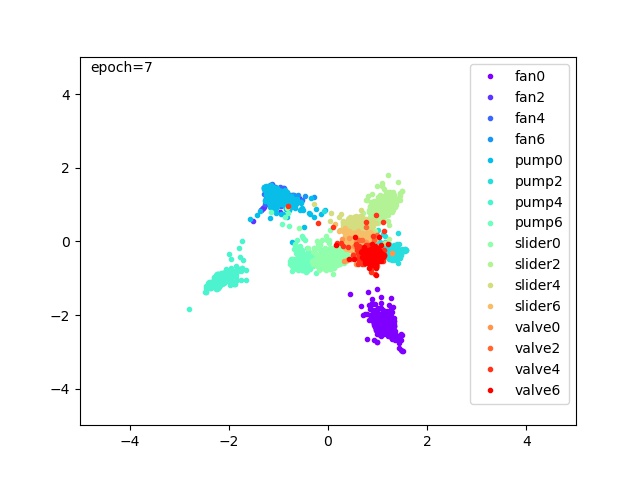 epoch=7
4
2
0
−2
−4
−4
−2
0
2
4
fan0
fan2
fan4
fan6
pump0
pump2
pump4
pump6
slider0
slider2
slider4
slider6
valve0
valve2
valve4
valve6